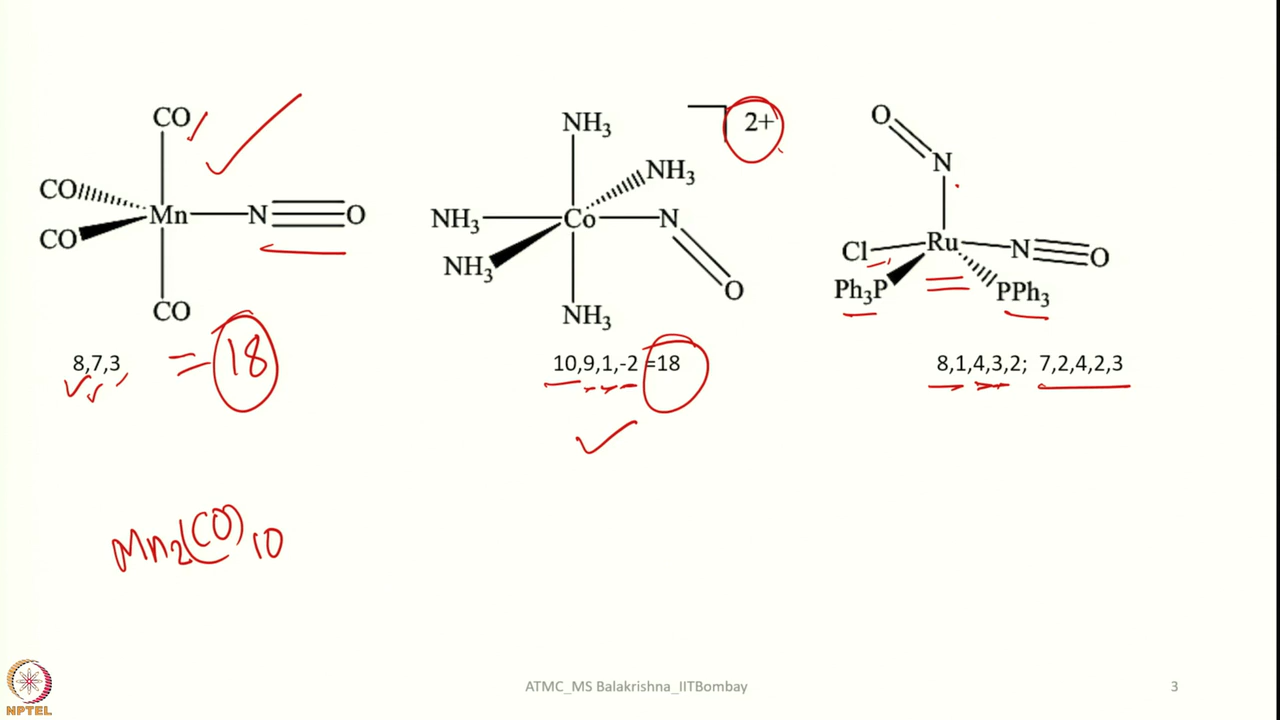 CO
CO
CO
Mn
N
O
CO
NH3
2+
NH3
NH3
Co
N
NH3
O
NH3
O
N
Cl
Ru
N
O
Ph3P
PPh3
8,7,3
= 18
10,9,1,-2 =18
8,1,4,3,2; 7,2,4,2,3
Mn2(CO)10
NPTEL
ATMC_MS Balakrishna_IITBombay
3